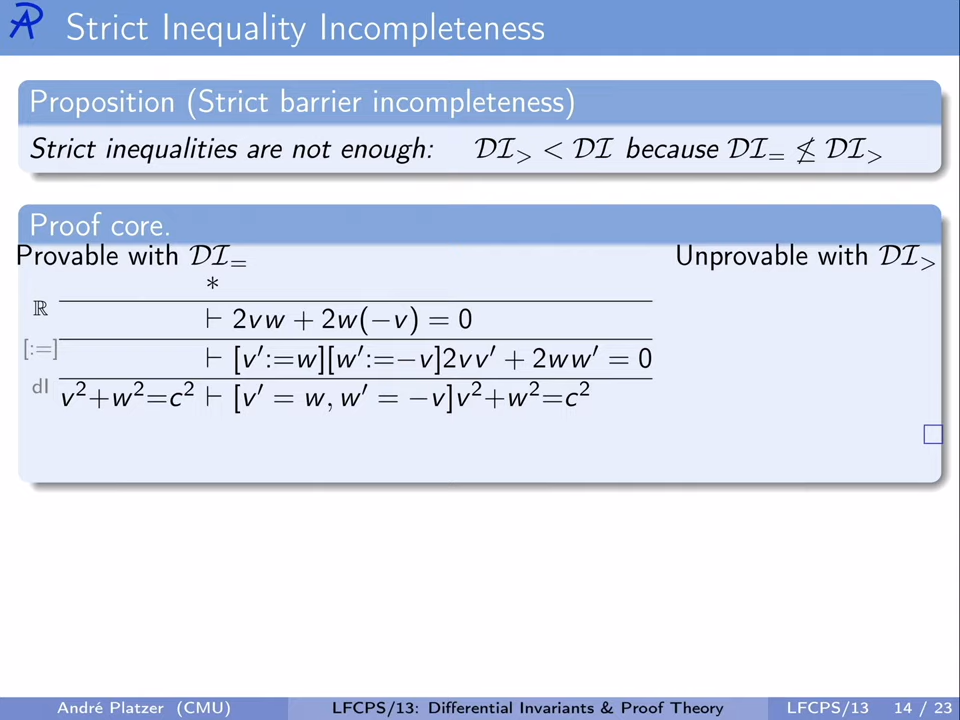 Strict Inequality Incompleteness
Proposition (Strict barrier incompleteness)
Strict inequalities are not enough: 𝒟ℐ> < 𝒟ℐ because 𝒟ℐ= ≰ 𝒟ℐ>
Proof core.
Provable with 𝒟ℐ= Unprovable with 𝒟ℐ>
*
ℝ ⊢ 2vw + 2w(−v) = 0
[:=] ⊢ [v′:=w][w′:=−v]2vv′ + 2ww′ = 0
dI v²+w²=c² ⊢ [v′ = w, w′ = −v]v²+w²=c²
□
André Platzer (CMU) LFCPS/13: Differential Invariants & Proof Theory LFCPS/13 14 / 23